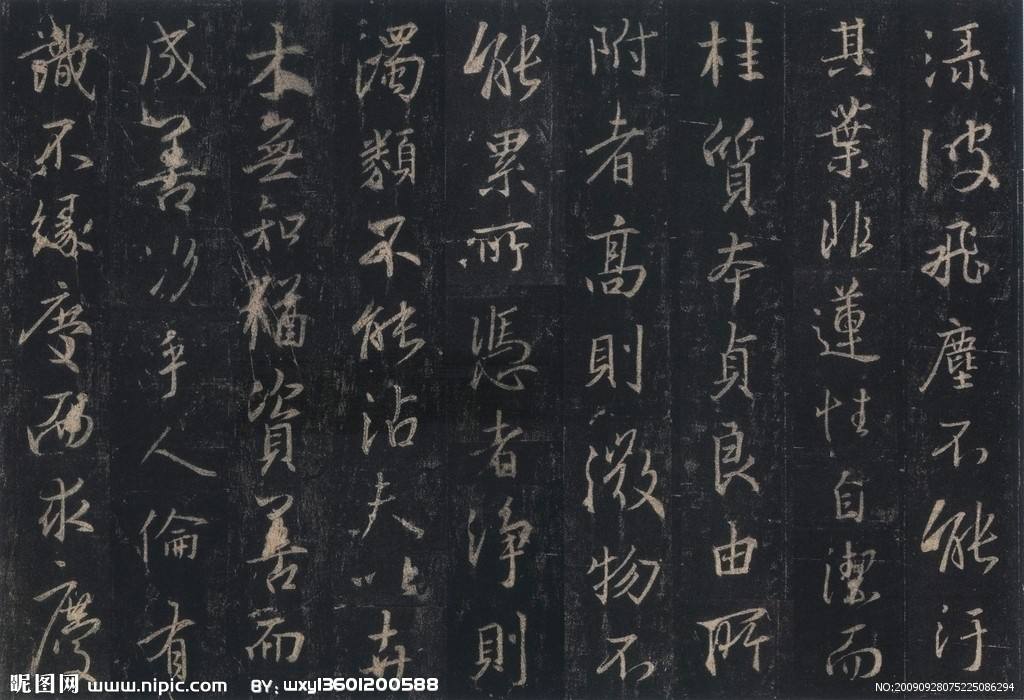 淥波飛塵不能汙
其葉非蓮性自潔而
桂質本貞良由所
附者高則微物不
能累所憑者淨則
濁類不能沾夫以卉
木無知猶資善而
成善况乎人倫有
識不緣慶而求慶
昵图网 www.nipic.com BY: wxy13601200588
NO:20090928075225086294